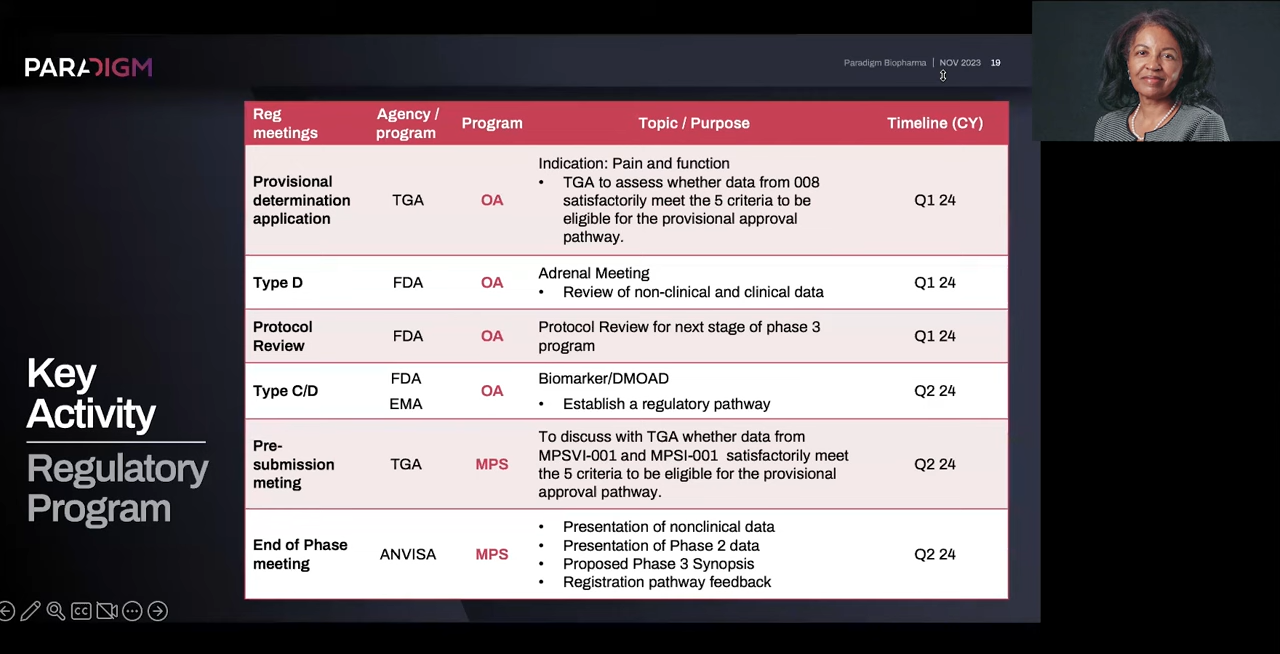 PARADIGM
Paradigm Biopharma | NOV 2023 19
Reg
meetings
Agency /
program
Program
Topic / Purpose
Timeline (CY)
Provisional
determination
application
TGA
OA
Indication: Pain and function
• TGA to assess whether data from 008
satisfactorily meet the 5 criteria to be
eligible for the provisional approval
pathway.
Q1 24
Type D
FDA
OA
Adrenal Meeting
• Review of non-clinical and clinical data
Q1 24
Protocol
Review
FDA
OA
Protocol Review for next stage of phase 3
program
Q1 24
Type C/D
FDA
EMA
OA
Biomarker/DMOAD
• Establish a regulatory pathway
Q2 24
Pre-
submission
meting
TGA
MPS
To discuss with TGA whether data from
MPSVI-001 and MPSI-001 satisfactorily meet
the 5 criteria to be eligible for the provisional
approval pathway.
Q2 24
End of Phase
meeting
ANVISA
MPS
• Presentation of nonclinical data
• Presentation of Phase 2 data
• Proposed Phase 3 Synopsis
• Registration pathway feedback
Q2 24
Key
Activity
Regulatory
Program
CC